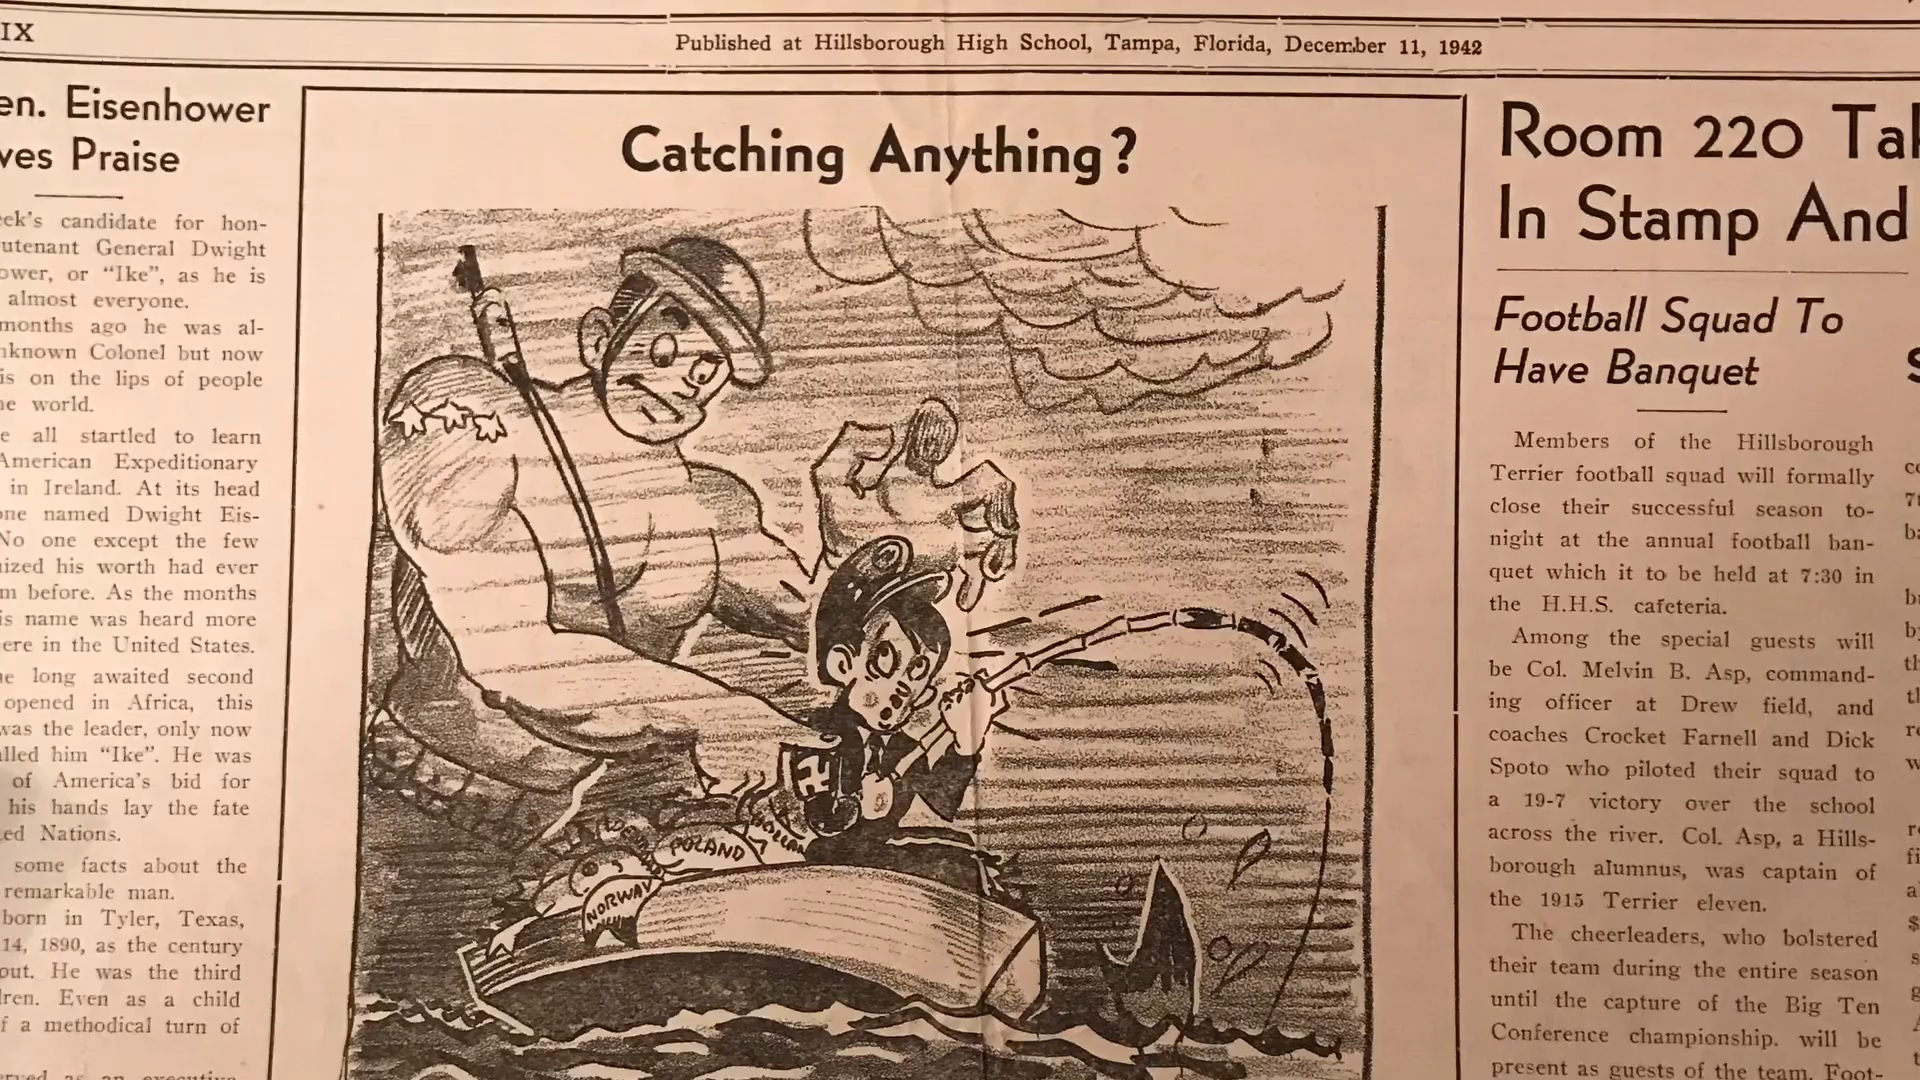 IX
Published at Hillsborough High School, Tampa, Florida, December 11, 1942
en. Eisenhower
ves Praise
eek's candidate for hon-
utenant General Dwight
ower, or "Ike", as he is
almost everyone.
months ago he was al-
nknown Colonel but now
is on the lips of people
he world.
e all startled to learn
American Expeditionary
in Ireland. At its head
one named Dwight Eis-
No one except the few
nized his worth had ever
m before. As the months
is name was heard more
ere in the United States.
he long awaited second
opened in Africa, this
was the leader, only now
alled him "Ike". He was
of America's bid for
his hands lay the fate
ted Nations.
some facts about the
remarkable man.
born in Tyler, Texas,
14, 1890, as the century
out. He was the third
dren. Even as a child
f a methodical turn of
erved as an executive
Catching Anything?
POLAND
HOLLAND
NORWAY
Room 220 Tak
In Stamp And
Football Squad To
Have Banquet
Members of the Hillsborough
Terrier football squad will formally
close their successful season to-
night at the annual football ban-
quet which it to be held at 7:30 in
the H.H.S. cafeteria.
Among the special guests will
be Col. Melvin B. Asp, command-
ing officer at Drew field, and
coaches Crocket Farnell and Dick
Spoto who piloted their squad to
a 19-7 victory over the school
across the river. Col. Asp, a Hills-
borough alumnus, was captain of
the 1915 Terrier eleven.
The cheerleaders, who bolstered
their team during the entire season
until the capture of the Big Ten
Conference championship. will be
present as guests of the team. Foot-